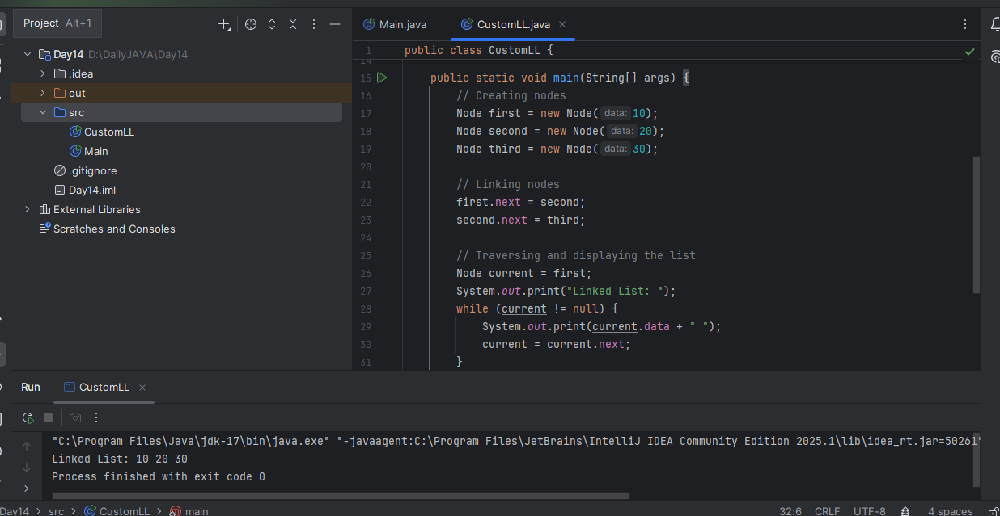 Project Alt+1
Day14 D:\DailyJAVA\Day14
.idea
out
src
CustomLL
Main
.gitignore
Day14.iml
External Libraries
Scratches and Consoles
Main.java CustomLL.java
1 public class CustomLL {
14
15 public static void main(String[] args) {
16 // Creating nodes
17 Node first = new Node( data: 10);
18 Node second = new Node( data: 20);
19 Node third = new Node( data: 30);
20
21 // Linking nodes
22 first.next = second;
23 second.next = third;
24
25 // Traversing and displaying the list
26 Node current = first;
27 System.out.print("Linked List: ");
28 while (current != null) {
29 System.out.print(current.data + " ");
30 current = current.next;
31 }
Run CustomLL
"C:\Program Files\Java\jdk-17\bin\java.exe" "-javaagent:C:\Program Files\JetBrains\IntelliJ IDEA Community Edition 2025.1\lib\idea_rt.jar=50261"
Linked List: 10 20 30
Process finished with exit code 0
Day14 > src > CustomLL > main 32:6 CRLF UTF-8 4 spaces